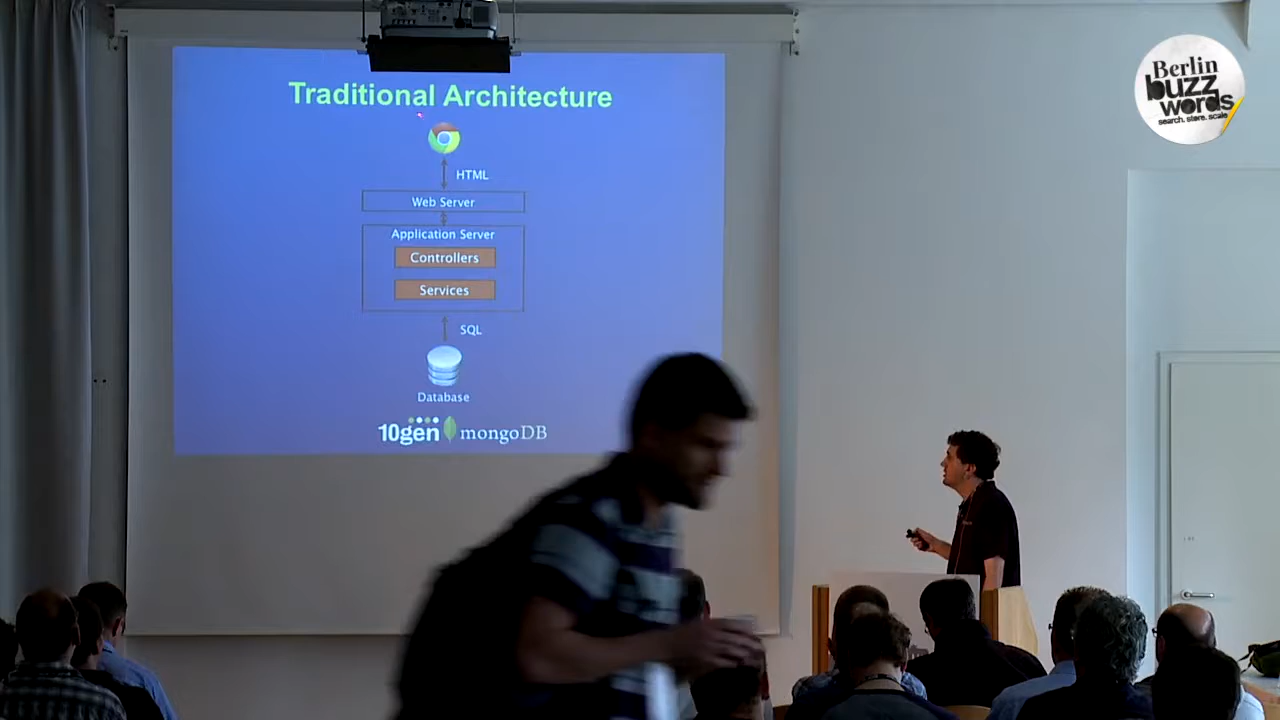 Traditional Architecture
HTML
Web Server
Application Server
Controllers
Services
SQL
Database
10gen mongoDB
Berlin
buzz
words
search. store. scale